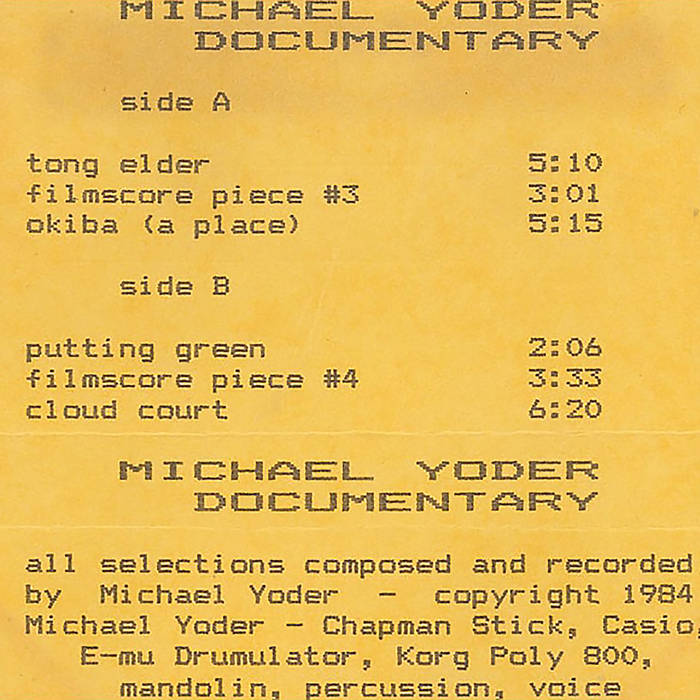 MICHAEL YODER
DOCUMENTARY
side A
tong elder 5:10
filmscore piece #3 3:01
okiba (a place) 5:15
side B
putting green 2:06
filmscore piece #4 3:33
cloud court 6:20
MICHAEL YODER
DOCUMENTARY
all selections composed and recorded
by Michael Yoder - copyright 1984
Michael Yoder - Chapman Stick, Casio,
E-mu Drumulator, Korg Poly 800,
mandolin, percussion, voice